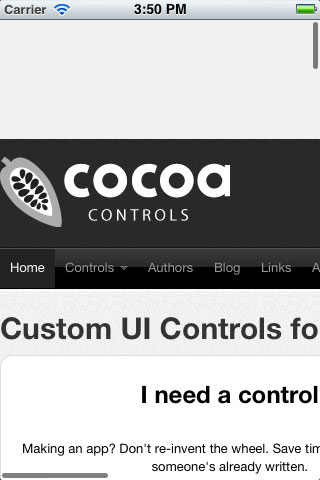 Carrier 3:50 PM
cocoa
CONTROLS
Home Controls Authors Blog Links A
Custom UI Controls fo
I need a control
Making an app? Don't re-invent the wheel. Save tim
someone's already written.